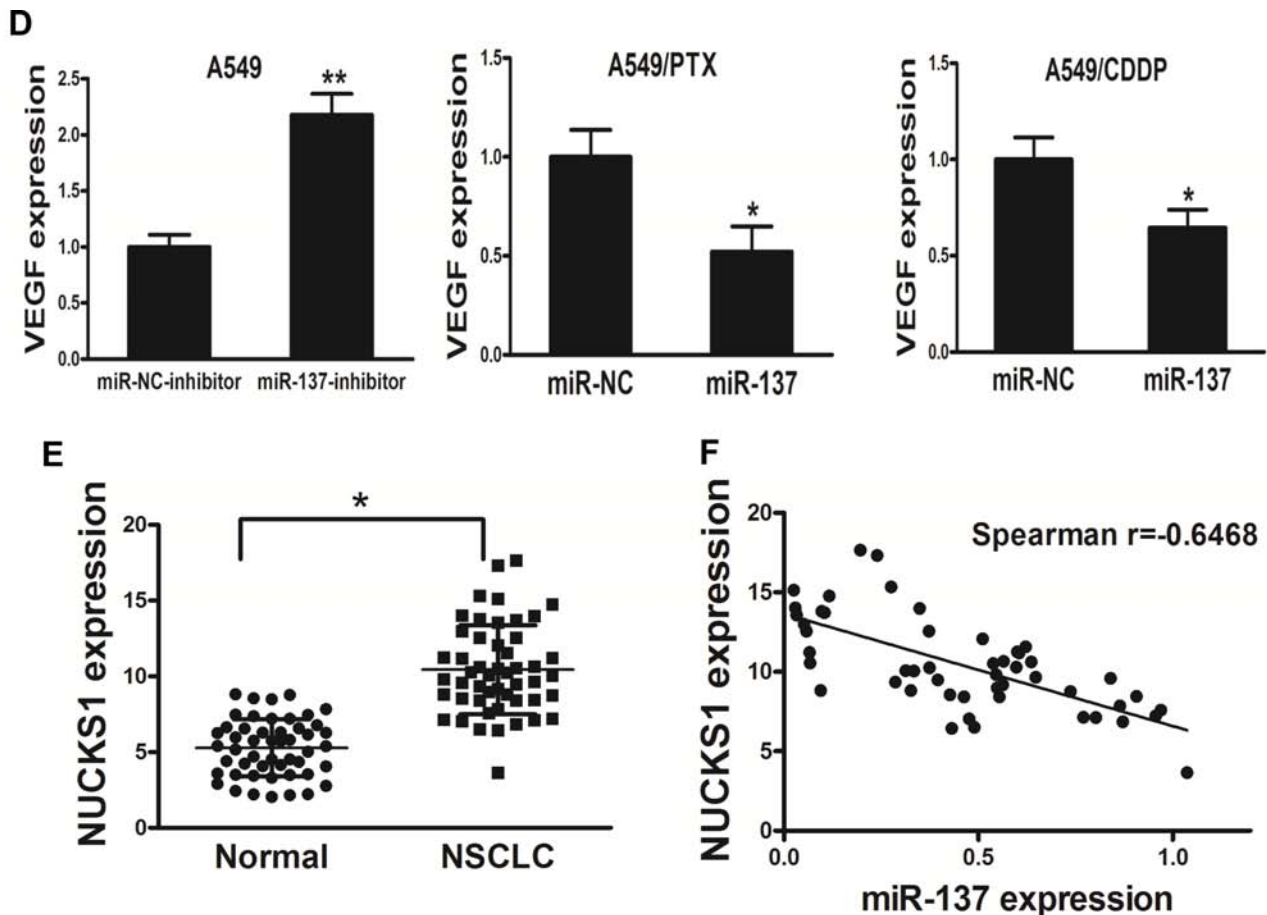 D
A549
VEGF expression
2.5
2.0
1.5
1.0
0.5
0.0
**
miR-NC-inhibitor miR-137-inhibitor
A549/PTX
VEGF expression
1.5
1.0
0.5
0.0
*
miR-NC miR-137
A549/CDDP
VEGF expression
1.5
1.0
0.5
0.0
*
miR-NC miR-137
E
NUCKS1 expression
20
15
10
5
0
*
Normal NSCLC
F
NUCKS1 expression
20
15
10
5
0
Spearman r=-0.6468
0.0 0.5 1.0
miR-137 expression